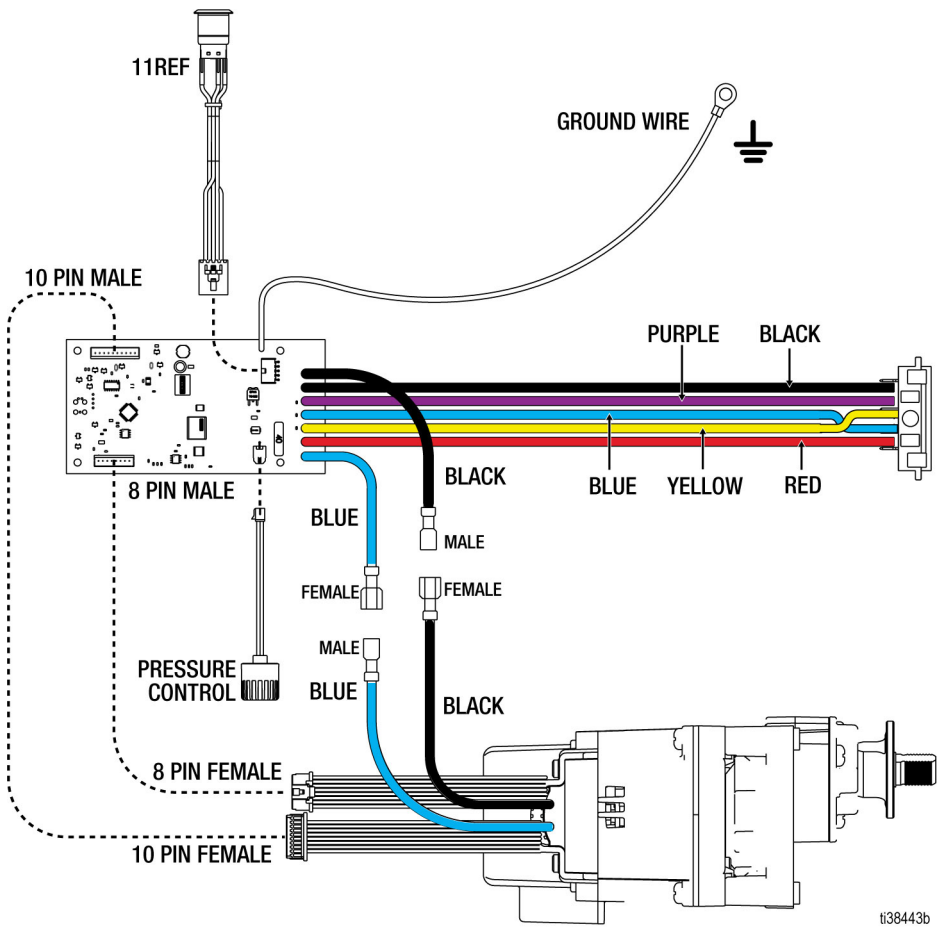 11REF
GROUND WIRE
10 PIN MALE
PURPLE
BLACK
8 PIN MALE
BLACK
BLUE
YELLOW
RED
BLUE
MALE
FEMALE
FEMALE
MALE
PRESSURE
CONTROL
BLUE
BLACK
8 PIN FEMALE
10 PIN FEMALE
ti38443b